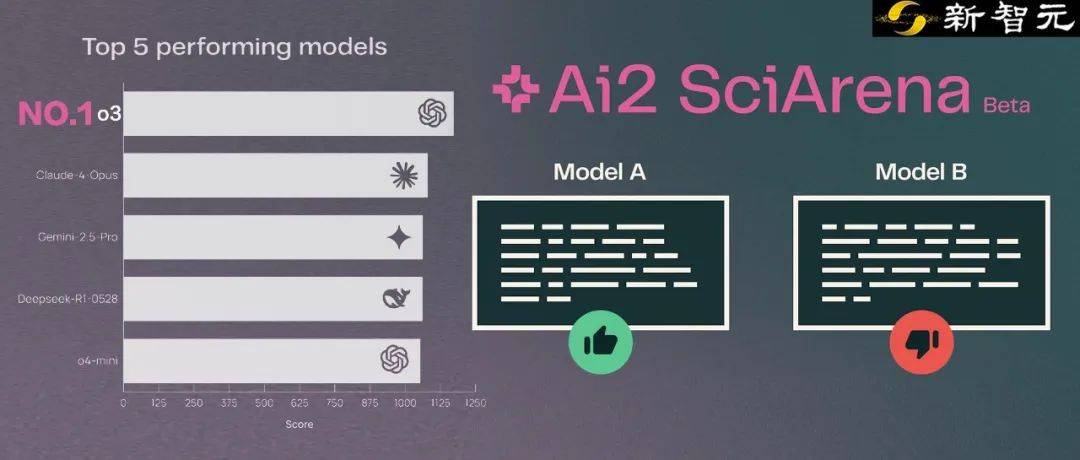 新智元
Top 5 performing models
NO.1 o3
Claude-4-Opus
Gemini-2.5-Pro
Deepseek-R1-0528
o4-mini
0 125 250 375 500 625 750 875 1000 1125 1250
Score
Ai2 SciArena Beta
Model A
Model B